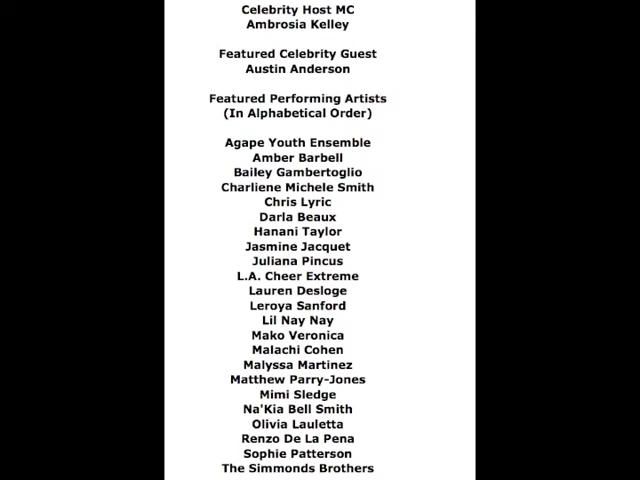 Celebrity Host MC
Ambrosia Kelley
Featured Celebrity Guest
Austin Anderson
Featured Performing Artists
(In Alphabetical Order)
Agape Youth Ensemble
Amber Barbell
Bailey Gambertoglio
Charliene Michele Smith
Chris Lyric
Darla Beaux
Hanani Taylor
Jasmine Jacquet
Juliana Pincus
L.A. Cheer Extreme
Lauren Desloge
Leroya Sanford
Lil Nay Nay
Mako Veronica
Malachi Cohen
Malyssa Martinez
Matthew Parry-Jones
Mimi Sledge
Na'Kia Bell Smith
Olivia Lauletta
Renzo De La Pena
Sophie Patterson
The Simmonds Brothers